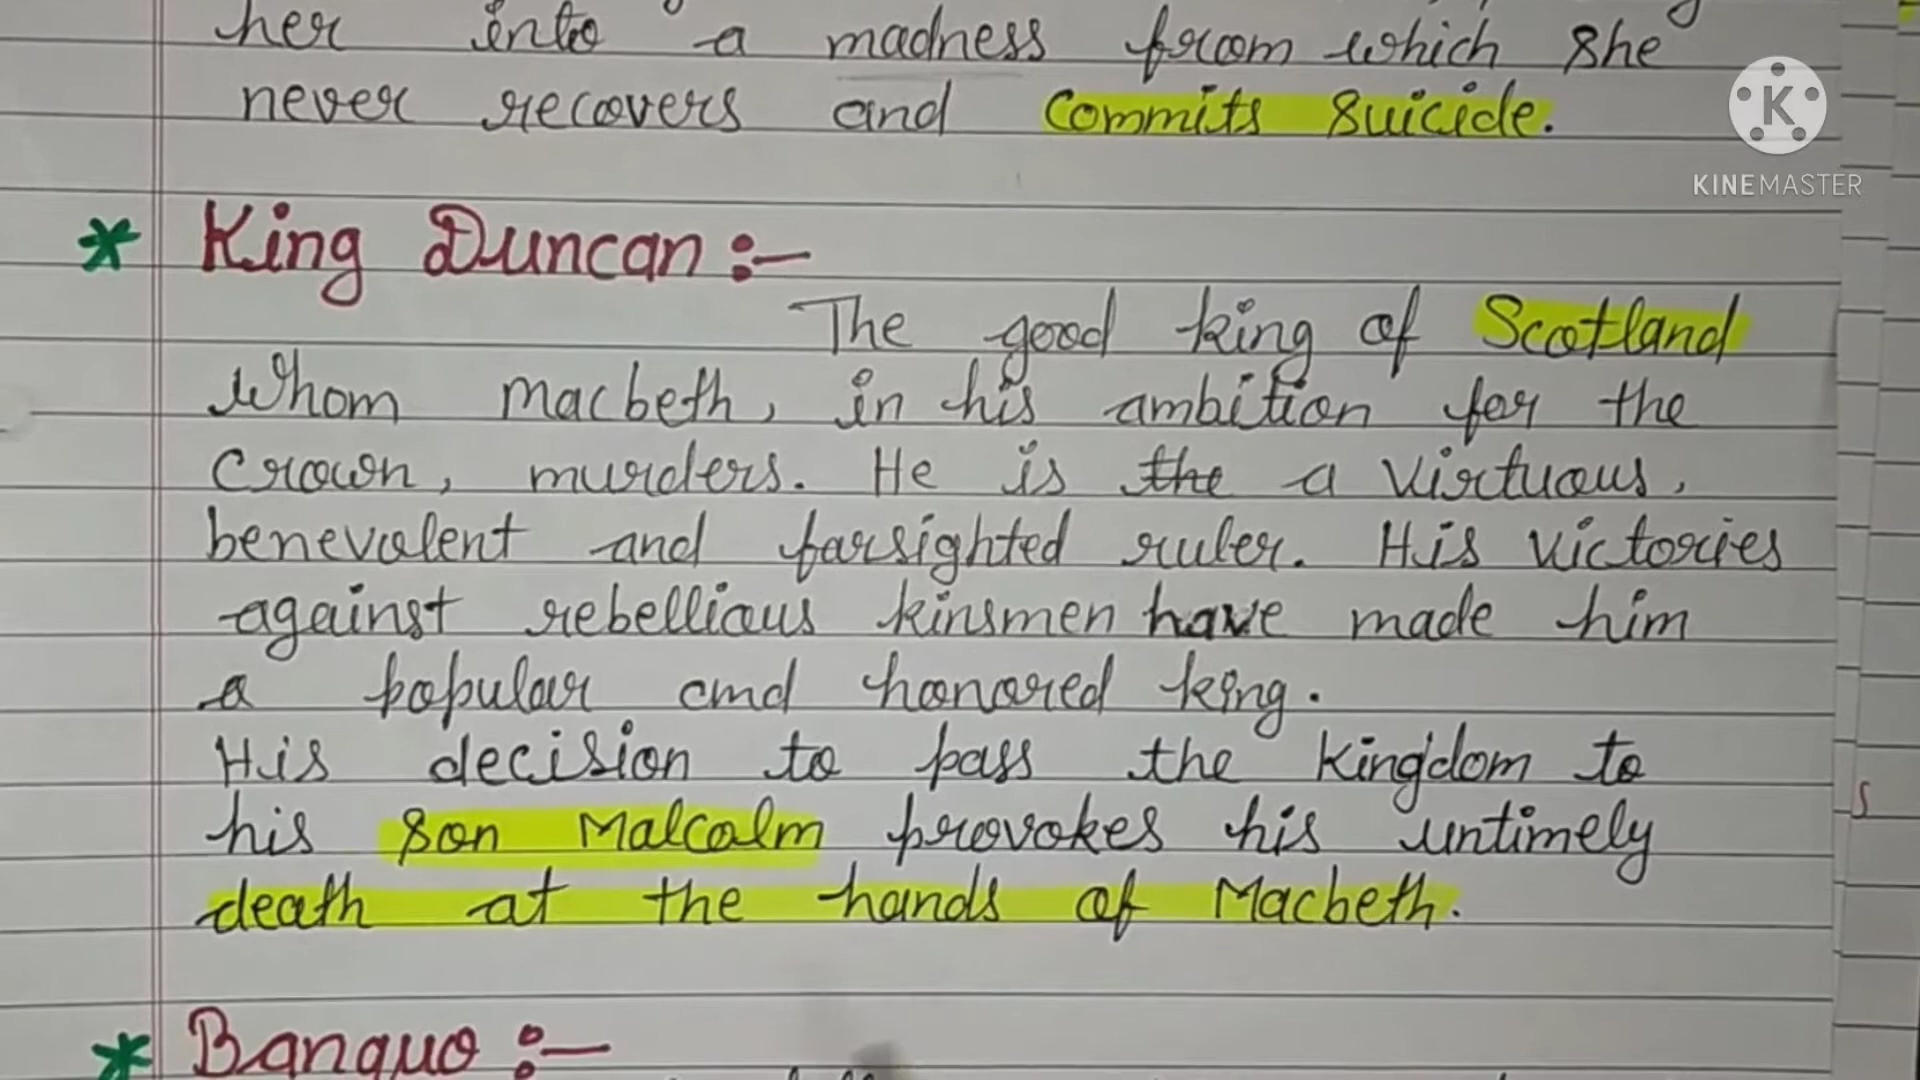 her into a madness from which she
never recovers and Commits Suicide.
KINEMASTER
* King Duncan :-
The good king of Scotland
Whom Macbeth, in his ambition for the
Crown, murders. He is the a virtuous,
benevolent and farsighted ruler. His victories
against rebellious kinsmen have made him
a popular and honored king.
His decision to pass the kingdom to
his son Malcolm provokes his untimely
death at the hands of Macbeth.
* Banquo :-